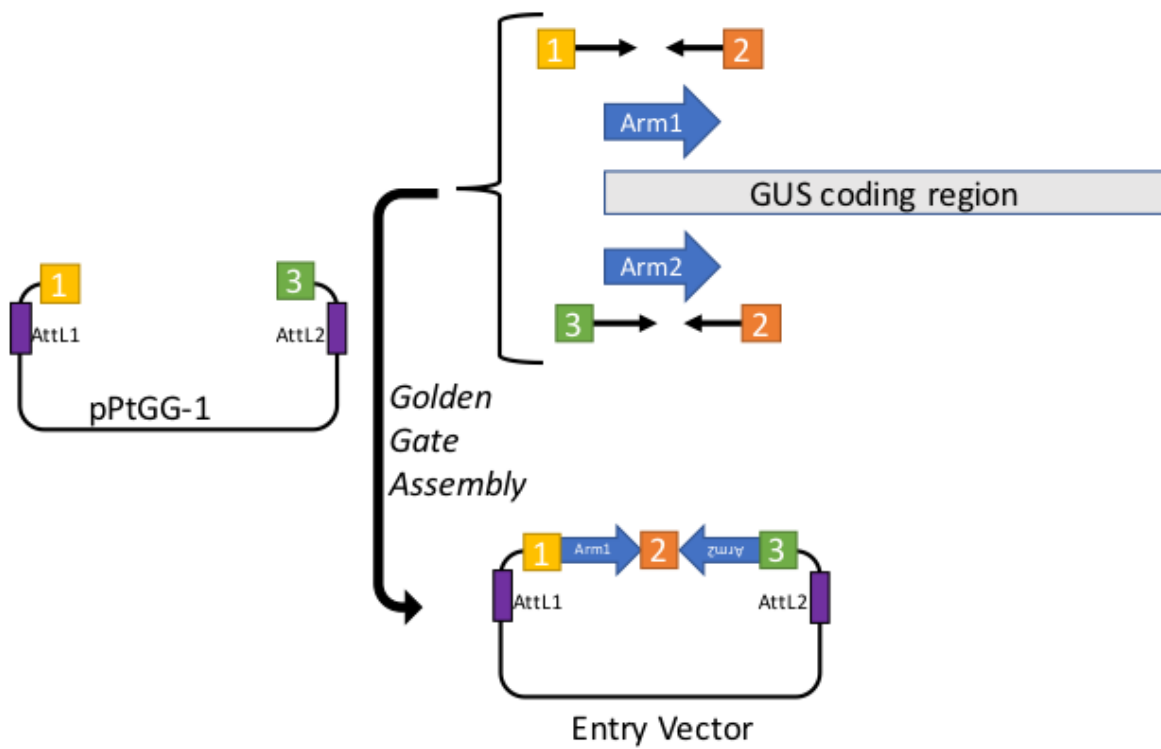 1
2
Arm1
GUS coding region
Arm2
3
2
1
3
AttL1
AttL2
pPtGG-1
Golden
Gate
Assembly
1
Arm1
2
Arm2
3
AttL1
AttL2
Entry Vector